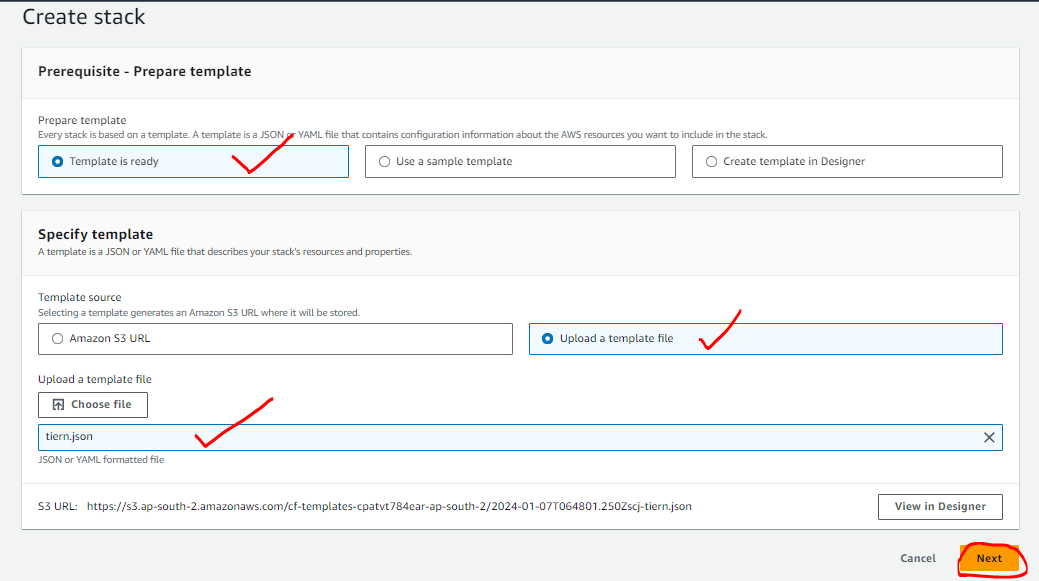 Create stack
Prerequisite - Prepare template
Prepare template
Every stack is based on a template. A template is a JSON or YAML file that contains configuration information about the AWS resources you want to include in the stack.
Template is ready
Use a sample template
Create template in Designer
Specify template
A template is a JSON or YAML file that describes your stack's resources and properties.
Template source
Selecting a template generates an Amazon S3 URL where it will be stored.
Amazon S3 URL
Upload a template file
Upload a template file
Choose file
tiern.json
JSON or YAML formatted file
S3 URL: https://s3.ap-south-2.amazonaws.com/cf-templates-cpatvt784ear-ap-south-2/2024-01-07T064801.250Zscj-tiern.json
View in Designer
Cancel
Next